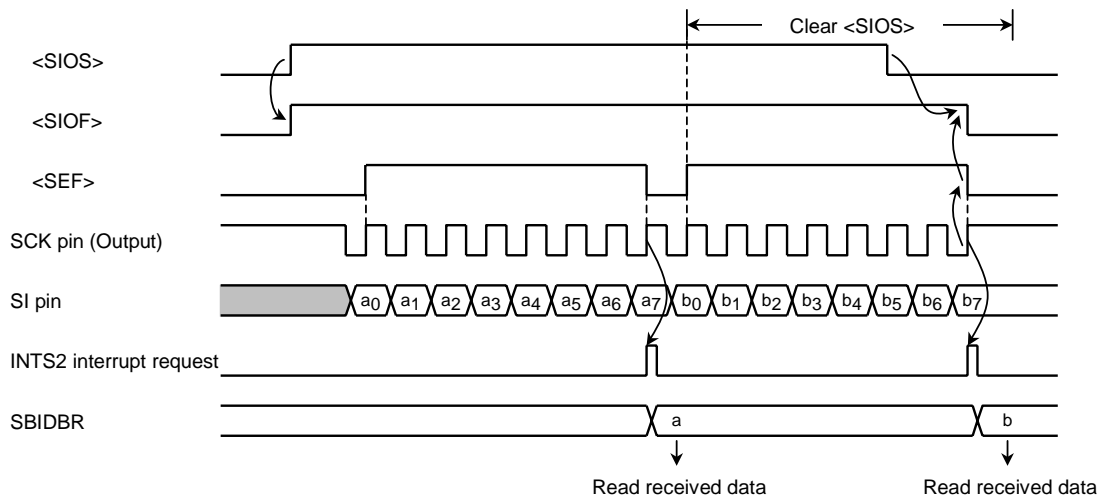 Clear <SIOS>
<SIOS>
<SIOF>
<SEF>
SCK pin (Output)
SI pin a0 a1 a2 a3 a4 a5 a6 a7 b0 b1 b2 b3 b4 b5 b6 b7
INTS2 interrupt request
SBIDBR a b
Read received data Read received data